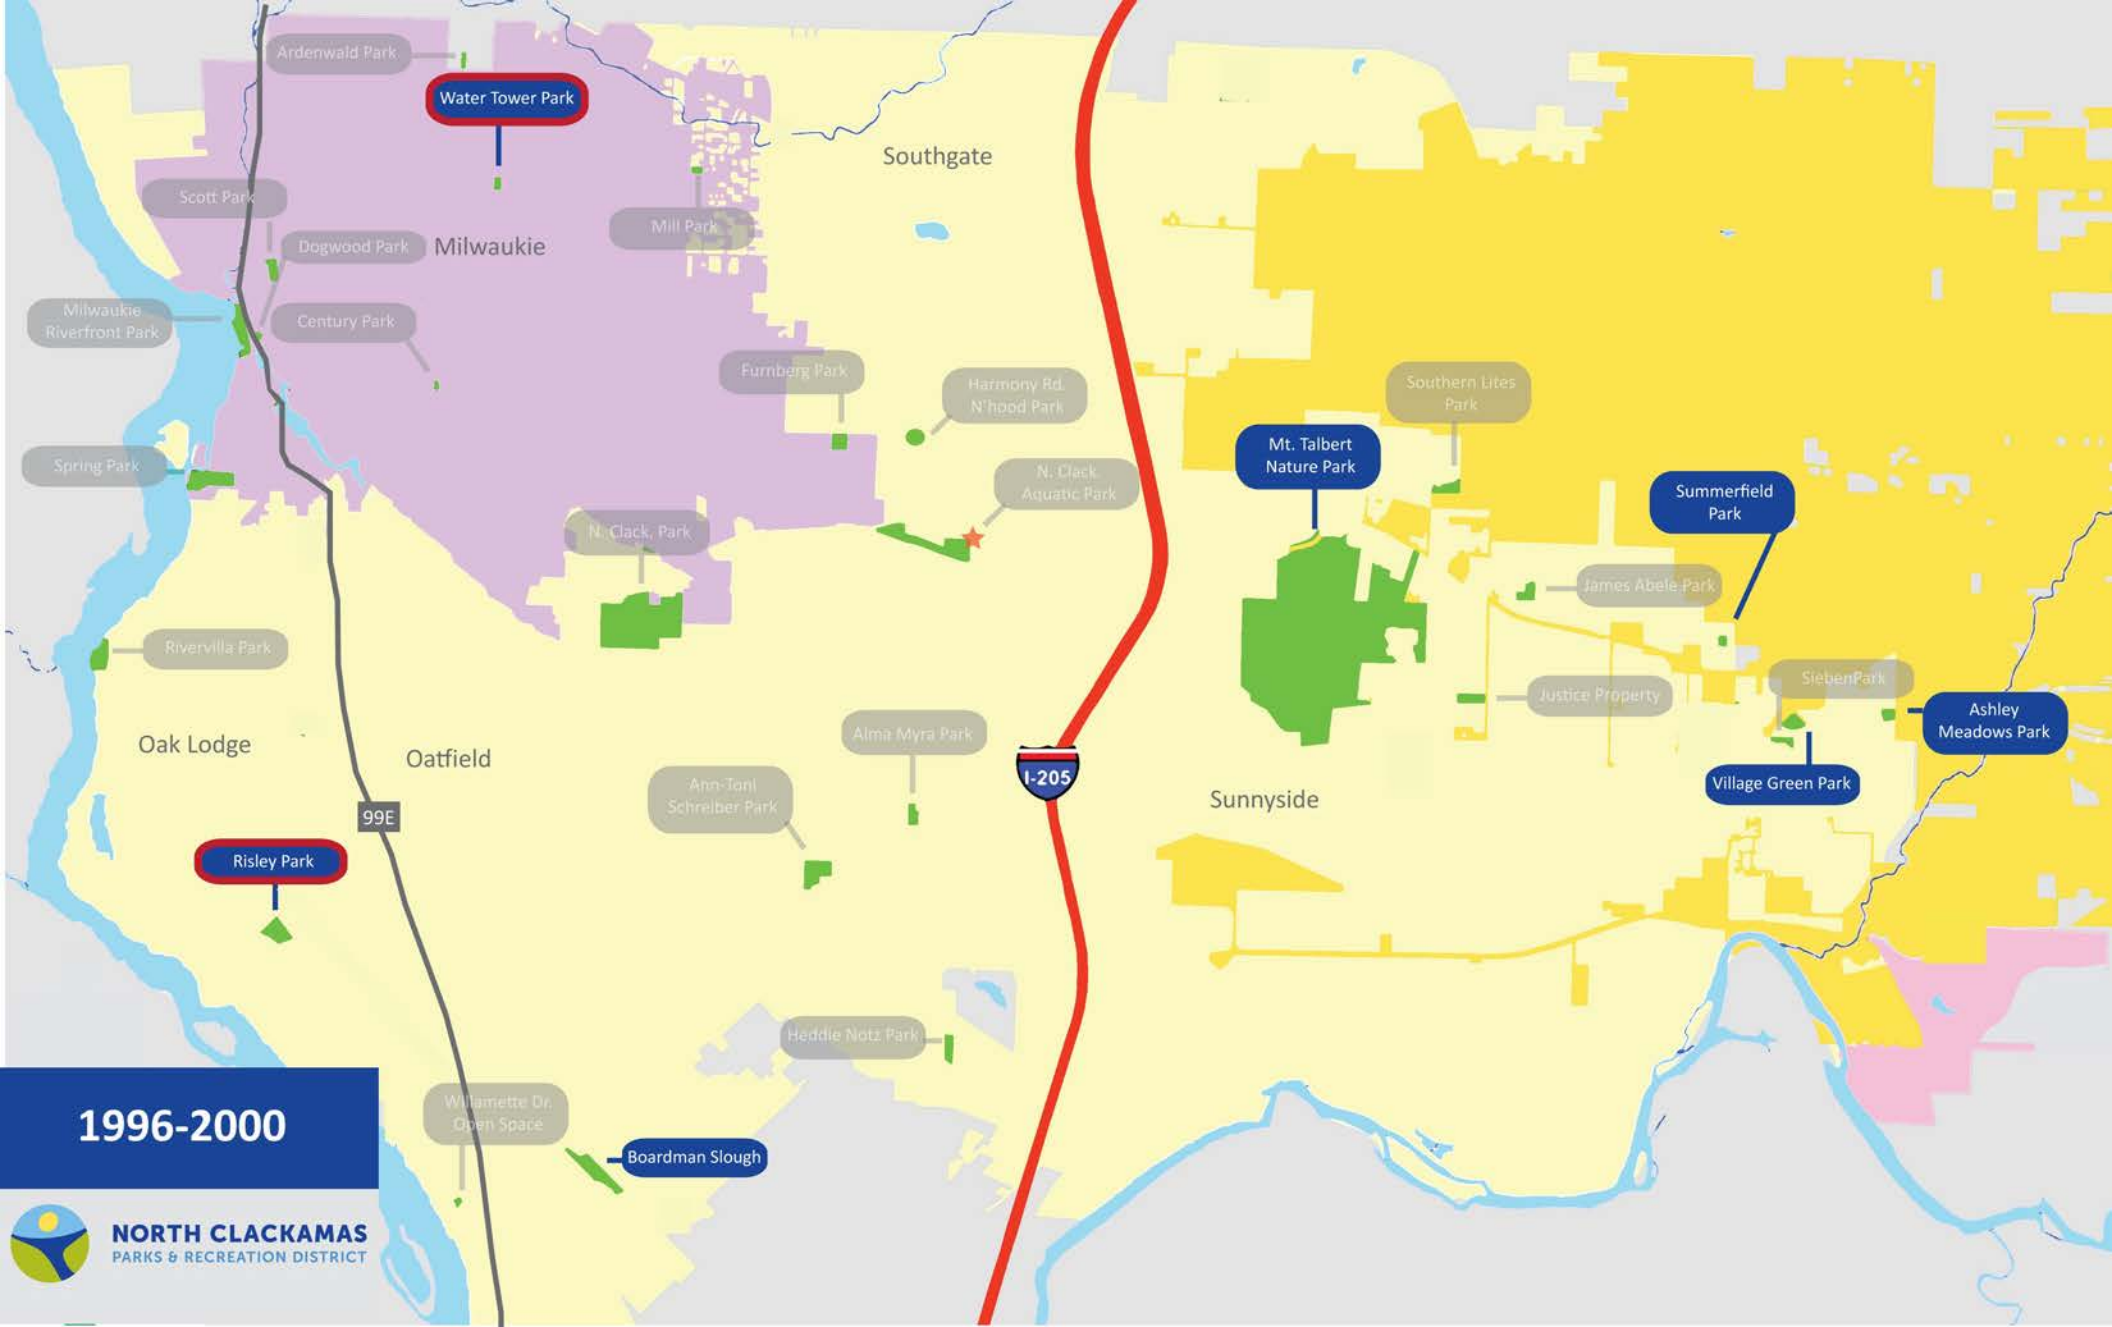 Ardenwald Park
Water Tower Park
Southgate
Scott Park
Mill Park
Dogwood Park
Milwaukie
Milwaukie
Riverfront Park
Century Park
Furnberg Park
Harmony Rd.
N'hood Park
Southern Lites
Park
Mt. Talbert
Nature Park
Spring Park
N. Clack.
Aquatic Park
Summerfield
Park
N. Clack. Park
James Abele Park
Rivervilla Park
SiebenPark
Justice Property
Ashley
Meadows Park
Alma Myra Park
Oak Lodge
Oatfield
I-205
Village Green Park
Ann-Toni
Schreiber Park
Sunnyside
99E
Risley Park
Heddie Notz Park
Willamette Dr.
Open Space
1996-2000
Boardman Slough
NORTH CLACKAMAS
PARKS & RECREATION DISTRICT